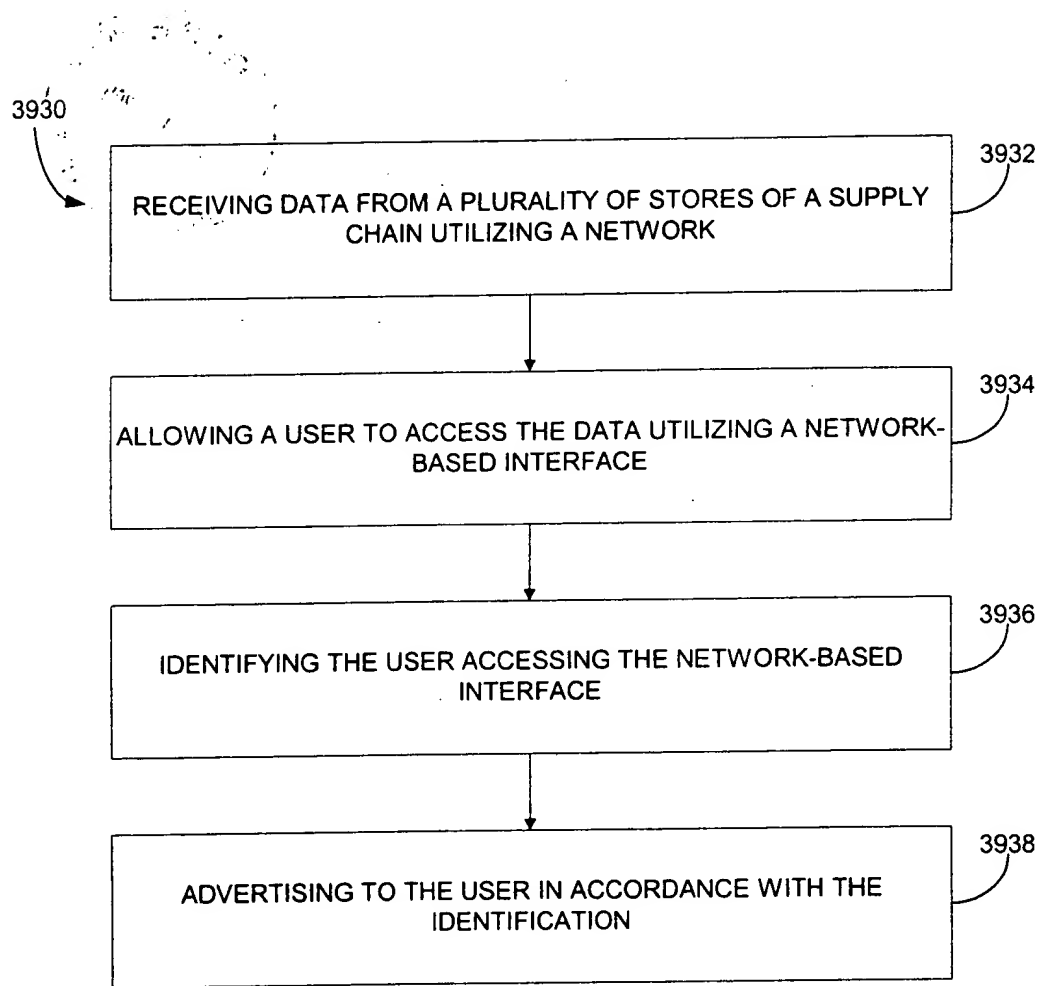 3930
3932
RECEIVING DATA FROM A PLURALITY OF STORES OF A SUPPLY
CHAIN UTILIZING A NETWORK
3934
ALLOWING A USER TO ACCESS THE DATA UTILIZING A NETWORK-
BASED INTERFACE
3936
IDENTIFYING THE USER ACCESSING THE NETWORK-BASED
INTERFACE
3938
ADVERTISING TO THE USER IN ACCORDANCE WITH THE
IDENTIFICATION